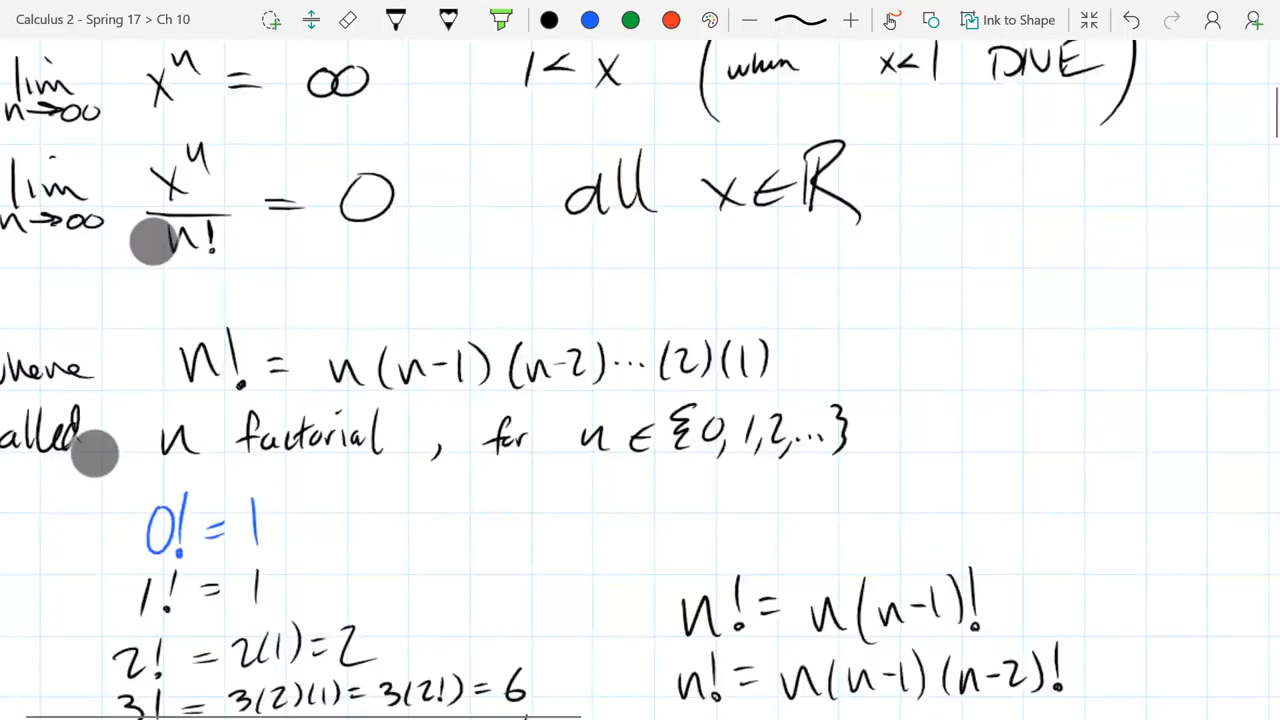 Calculus 2 - Spring 17 > Ch 10
Ink to Shape
lim n→∞ xⁿ = ∞ 1 < x (when x<1 DNE)
lim n→∞ xⁿ/n! = 0 all x∈ℝ
where n! = n(n-1)(n-2)···(2)(1)
called n factorial, for n ∈ {0,1,2,...}
0! = 1
1! = 1
2! = 2(1) = 2
3! = 3(2)(1) = 3(2!) = 6
n! = n(n-1)!
n! = n(n-1)(n-2)!